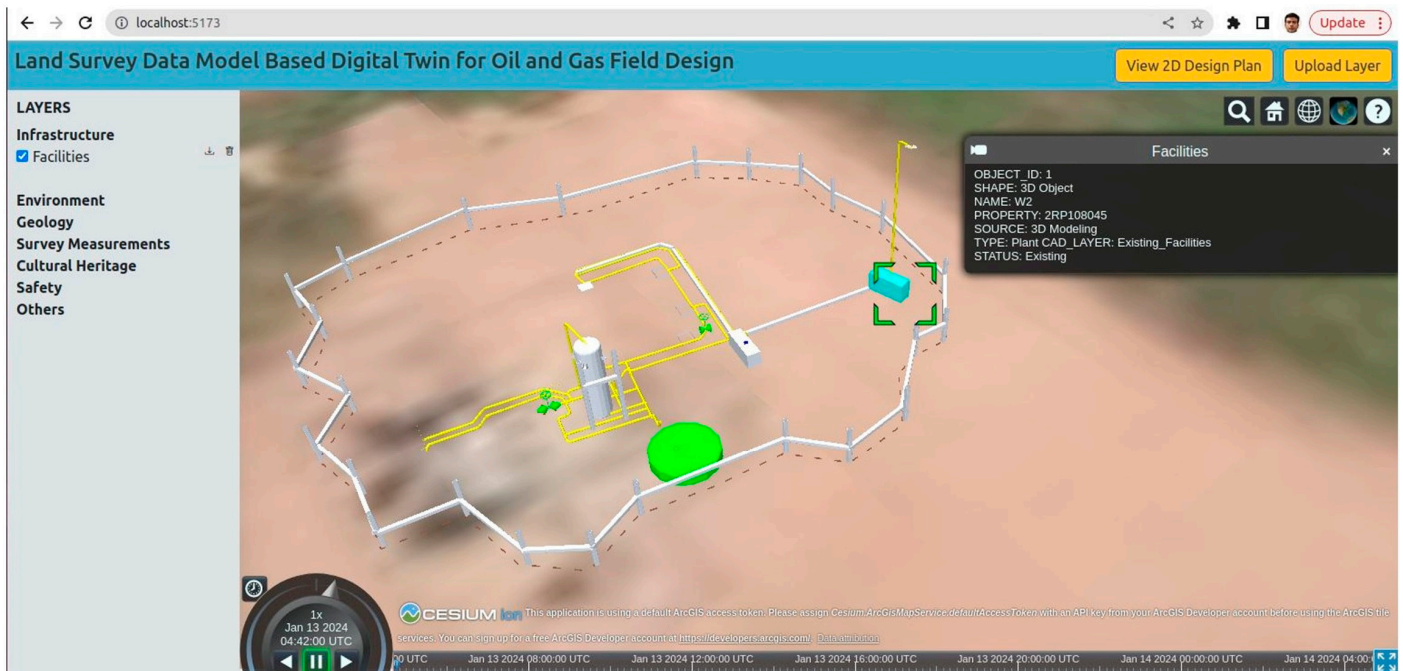 localhost:5173
Update
Land Survey Data Model Based Digital Twin for Oil and Gas Field Design
View 2D Design Plan
Upload Layer
LAYERS
Infrastructure
Facilities
Environment
Geology
Survey Measurements
Cultural Heritage
Safety
Others
?
Facilities
×
OBJECT_ID: 1
SHAPE: 3D Object
NAME: W2
PROPERTY: 2RP108045
SOURCE: 3D Modeling
TYPE: Plant CAD_LAYER: Existing_Facilities
STATUS: Existing
1x
Jan 13 2024
04:42:00 UTC
CESIUM ion This application is using a default ArcGIS access token. Please assign Cesium.ArcGisMapService.defaultAccessToken with an API key from your ArcGIS Developer account before using the ArcGIS tile
services. You can sign up for a free ArcGIS Developer account at https://developers.arcgis.com/. Data attribution
UTC Jan 13 2024 08:00:00 UTC Jan 13 2024 12:00:00 UTC Jan 13 2024 16:00:00 UTC Jan 13 2024 20:00:00 UTC Jan 14 2024 00:00:00 UTC Jan 14 2024 04:00: